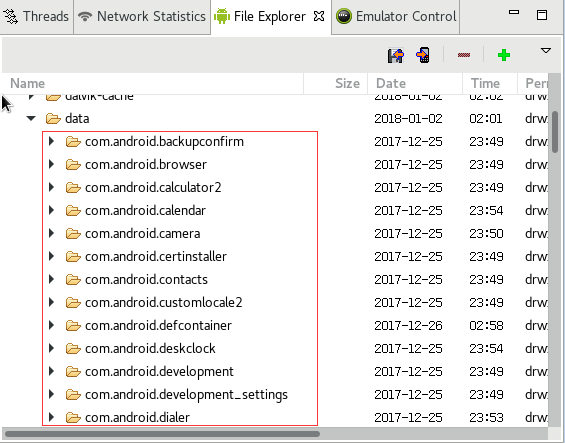 Threads Network Statistics File Explorer Emulator Control
Name Size Date Time Per
dalvik-cache 2018-01-02 02:02 drw
data 2018-01-02 02:01 drw
com.android.backupconfirm 2017-12-25 23:49 drw
com.android.browser 2017-12-25 23:49 drw
com.android.calculator2 2017-12-25 23:49 drw
com.android.calendar 2017-12-25 23:54 drw
com.android.camera 2017-12-25 23:50 drw
com.android.certinstaller 2017-12-25 23:49 drw
com.android.contacts 2017-12-25 23:49 drw
com.android.customlocale2 2017-12-25 23:49 drw
com.android.defcontainer 2017-12-26 02:58 drw
com.android.deskclock 2017-12-25 23:54 drw
com.android.development 2017-12-25 23:49 drw
com.android.development_settings 2017-12-25 23:49 drw
com.android.dialer 2017-12-25 23:53 drw